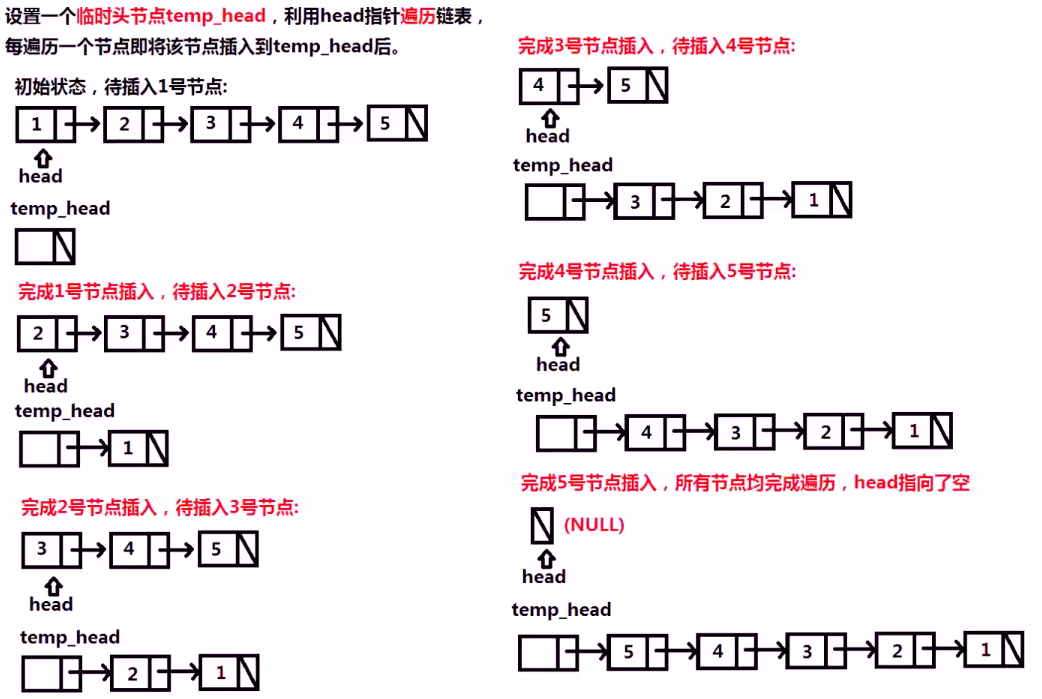 设置一个临时头节点temp_head，利用head指针遍历链表，
每遍历一个节点即将该节点插入到temp_head后。
初始状态，待插入1号节点:
1 2 3 4 5
head
temp_head
完成1号节点插入，待插入2号节点:
2 3 4 5
head
temp_head
1
完成2号节点插入，待插入3号节点:
3 4 5
head
temp_head
2 1
完成3号节点插入，待插入4号节点:
4 5
head
temp_head
3 2 1
完成4号节点插入，待插入5号节点:
5
head
temp_head
4 3 2 1
完成5号节点插入，所有节点均完成遍历，head指向了空
(NULL)
head
temp_head
5 4 3 2 1